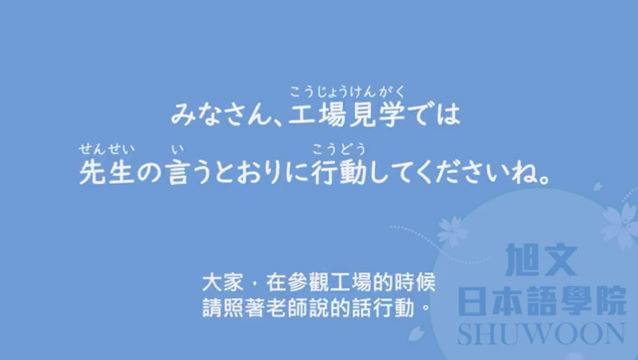 こうじょうけんがく
みなさん、工場見学では
せんせい い こうどう
先生の言うとおりに行動してくださいね。
大家，在參觀工場的時候
請照著老師說的話行動。
旭文
日本語學院
SHUWOON